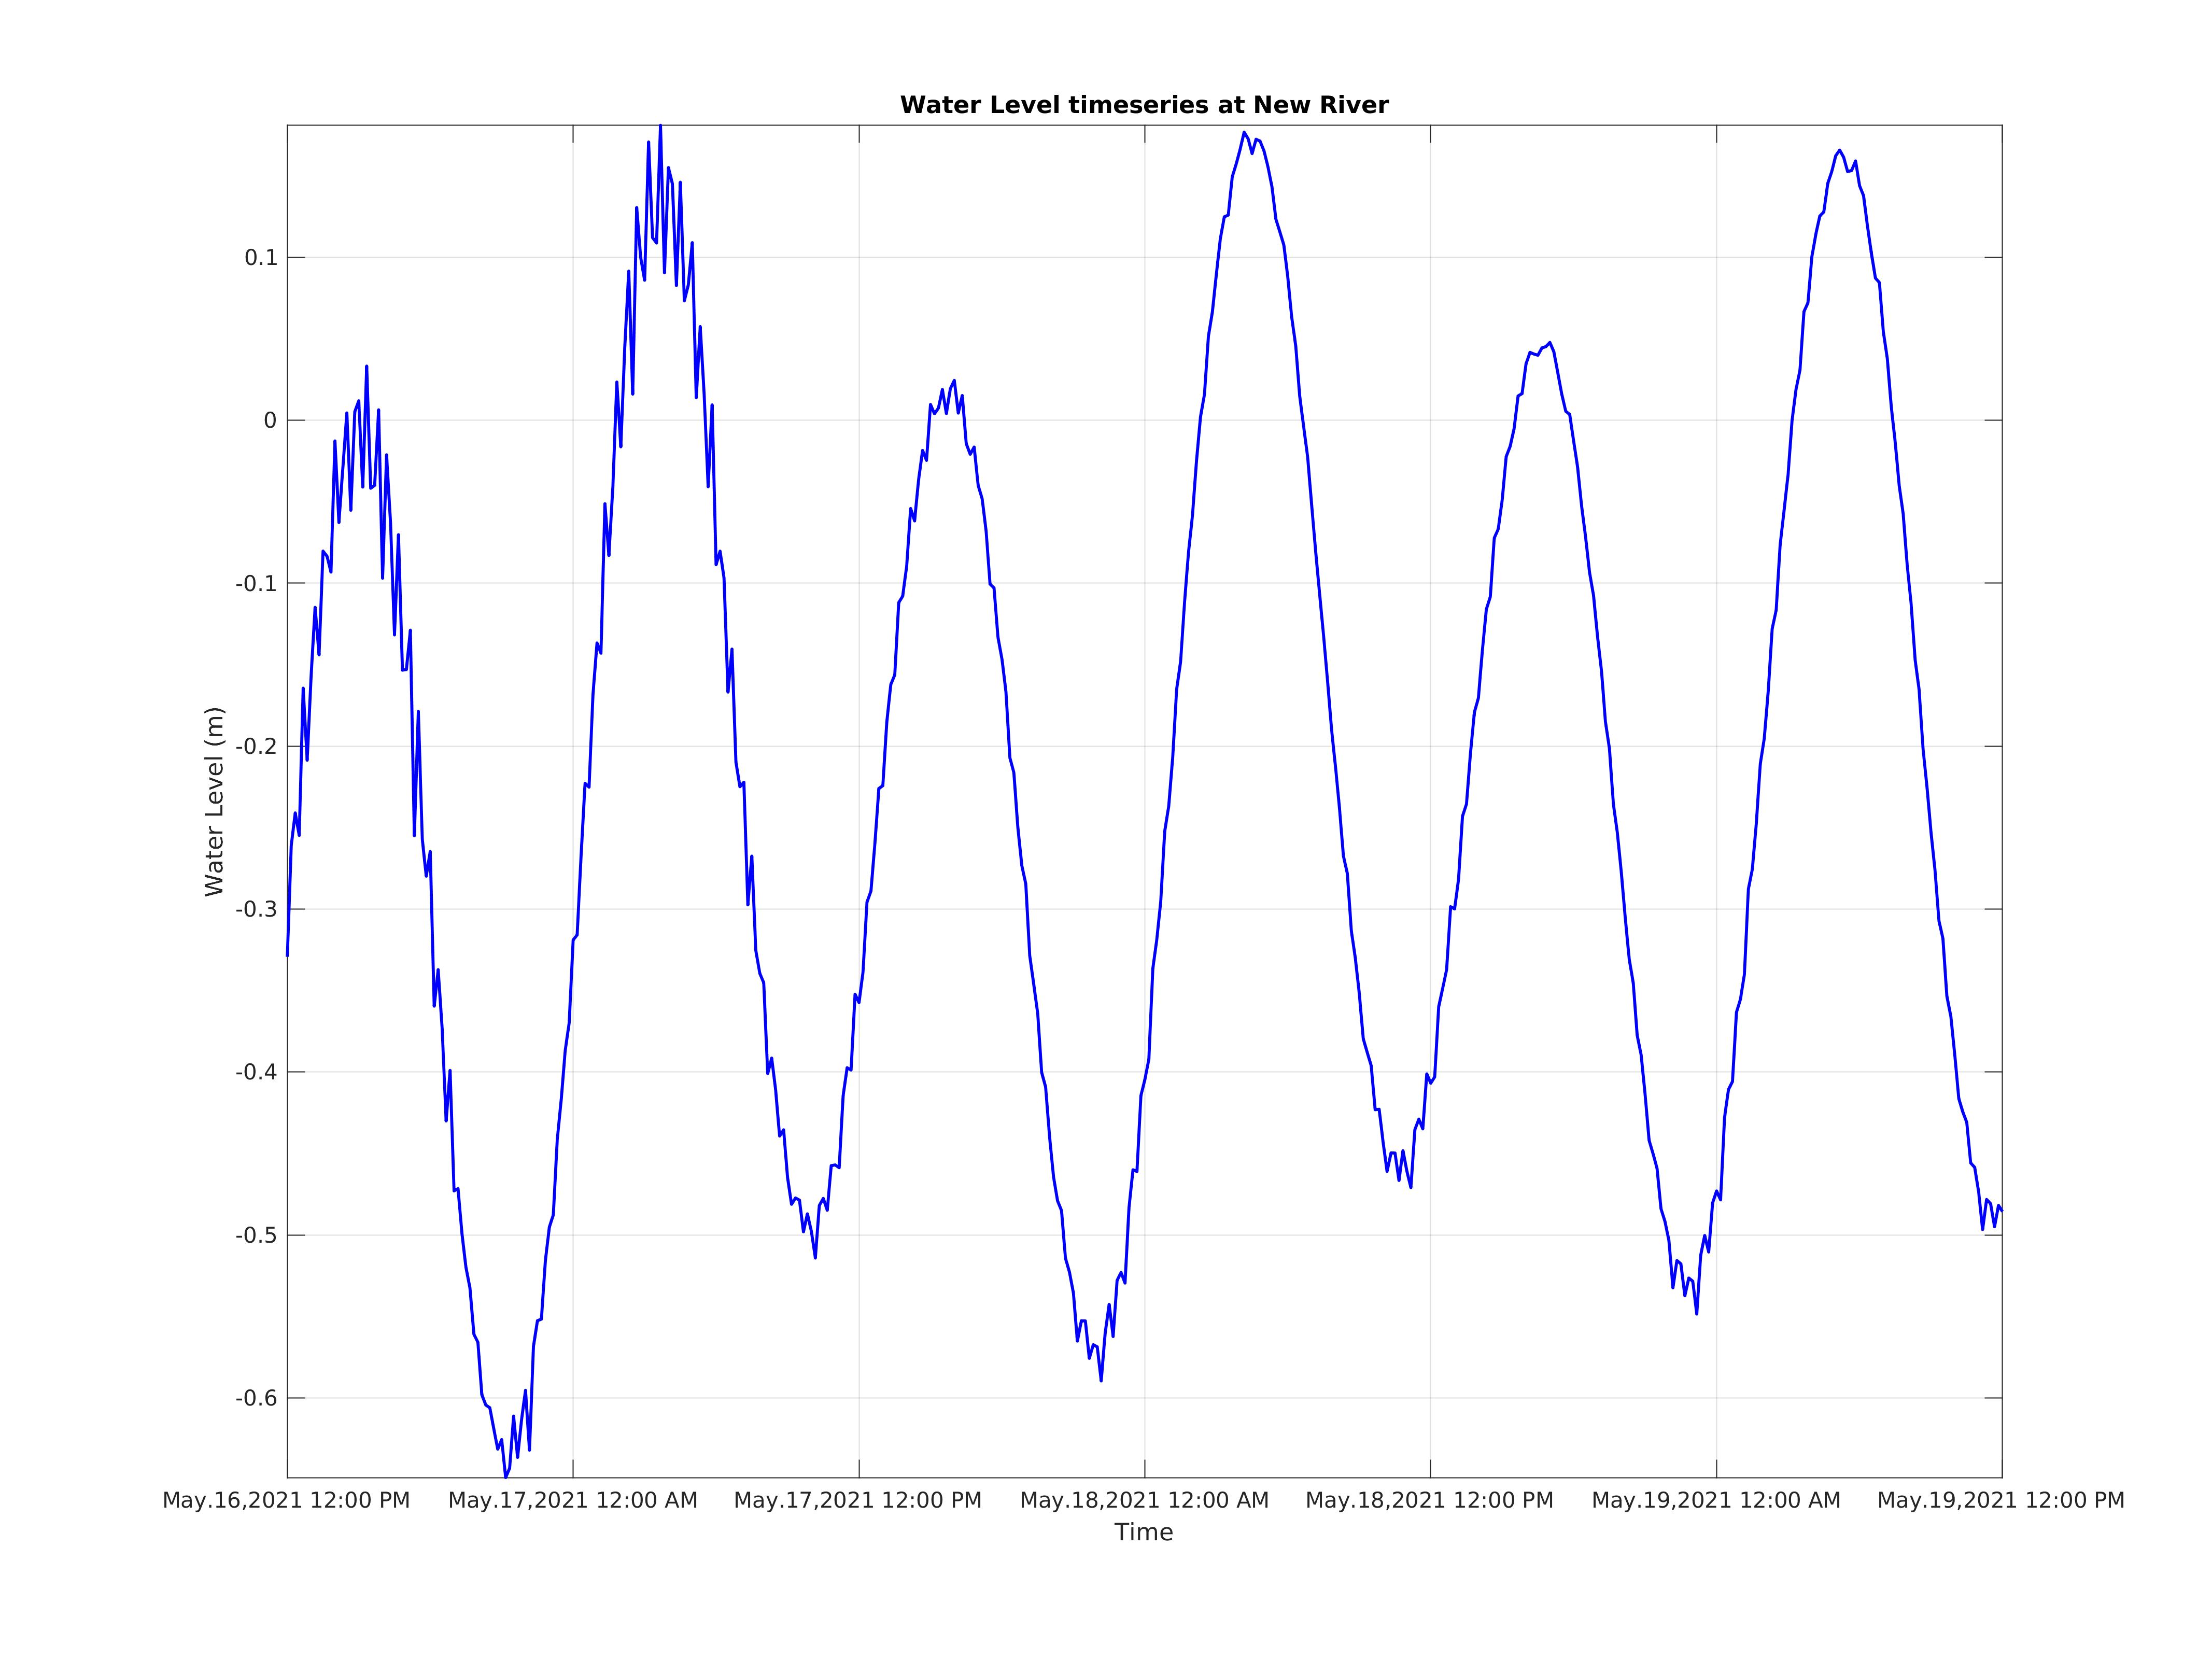 Water Level timeseries at New River
Water Level (m)
0.1
0
-0.1
-0.2
-0.3
-0.4
-0.5
-0.6
May.16,2021 12:00 PM May.17,2021 12:00 AM May.17,2021 12:00 PM May.18,2021 12:00 AM May.18,2021 12:00 PM May.19,2021 12:00 AM May.19,2021 12:00 PM
Time